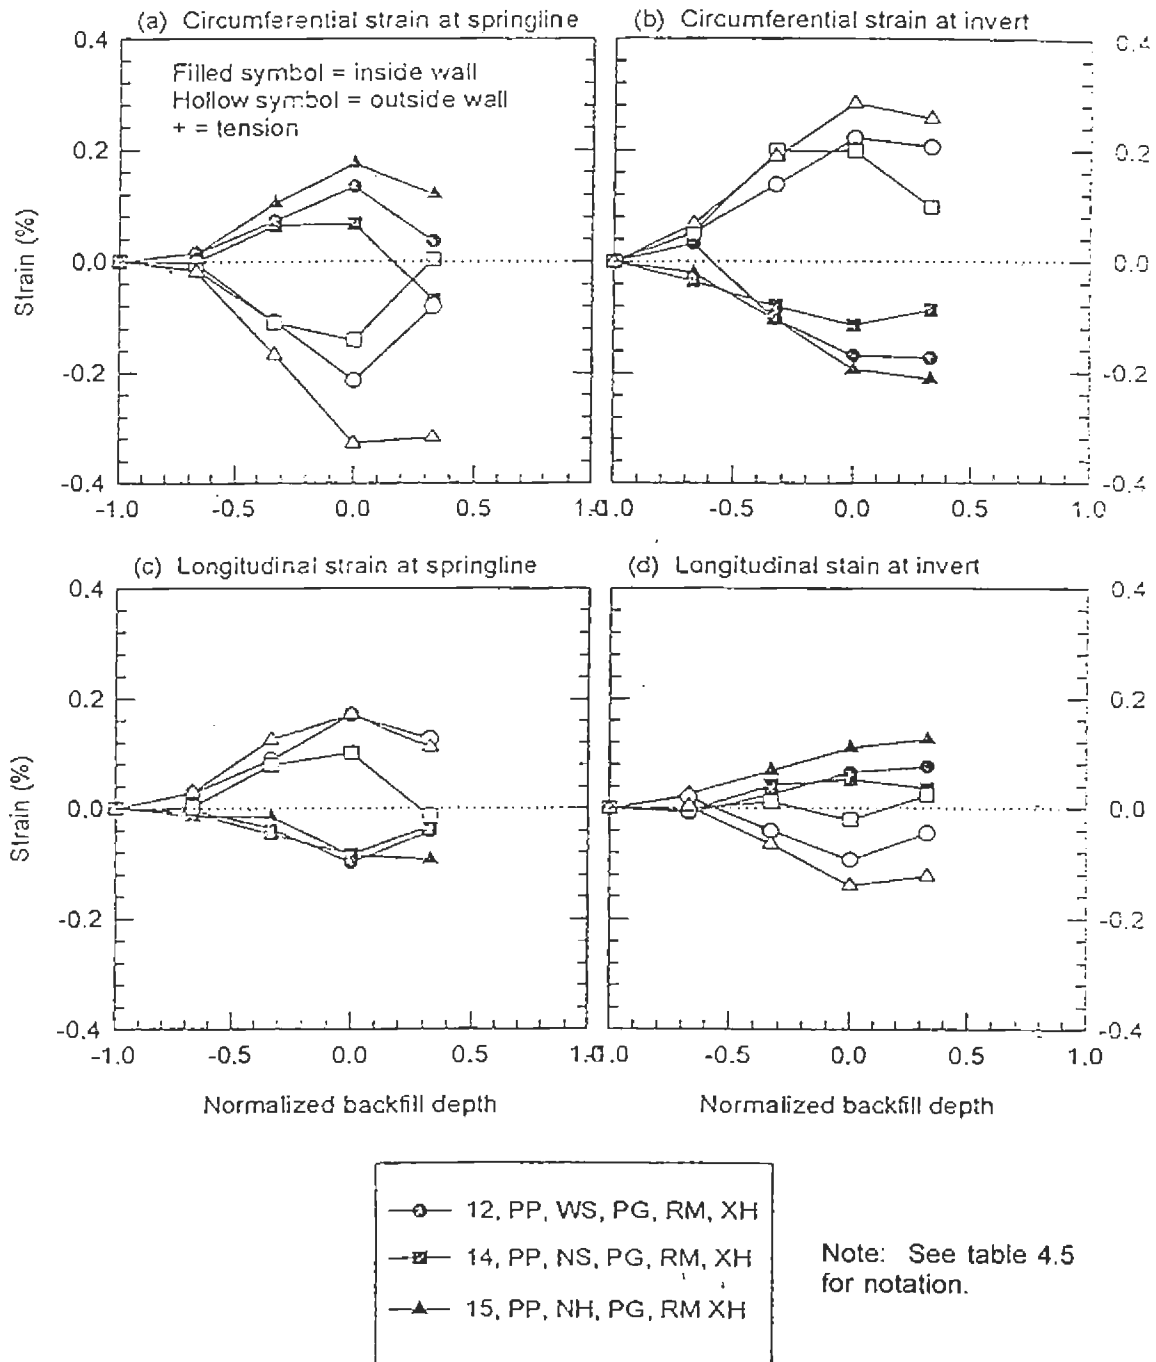 (a) Circumferential strain at springline
(b) Circumferential strain at invert
Filled symbol = inside wall
Hollow symbol = outside wall
+ = tension
Strain (%)
0.4
0.2
0.0
-0.2
-0.4
-1.0 -0.5 0.0 0.5 1.0
0.4
0.2
0.0
-0.2
-0.4
-1.0 -0.5 0.0 0.5 1.0
(c) Longitudinal strain at springline
(d) Longitudinal stain at invert
Strain (%)
0.4
0.2
0.0
-0.2
-0.4
-1.0 -0.5 0.0 0.5 1.0
Normalized backfill depth
0.4
0.2
0.0
-0.2
-0.4
-1.0 -0.5 0.0 0.5 1.0
Normalized backfill depth
12, PP, WS, PG, RM, XH
14, PP, NS, PG, RM, XH
15, PP, NH, PG, RM XH
Note: See table 4.5
for notation.